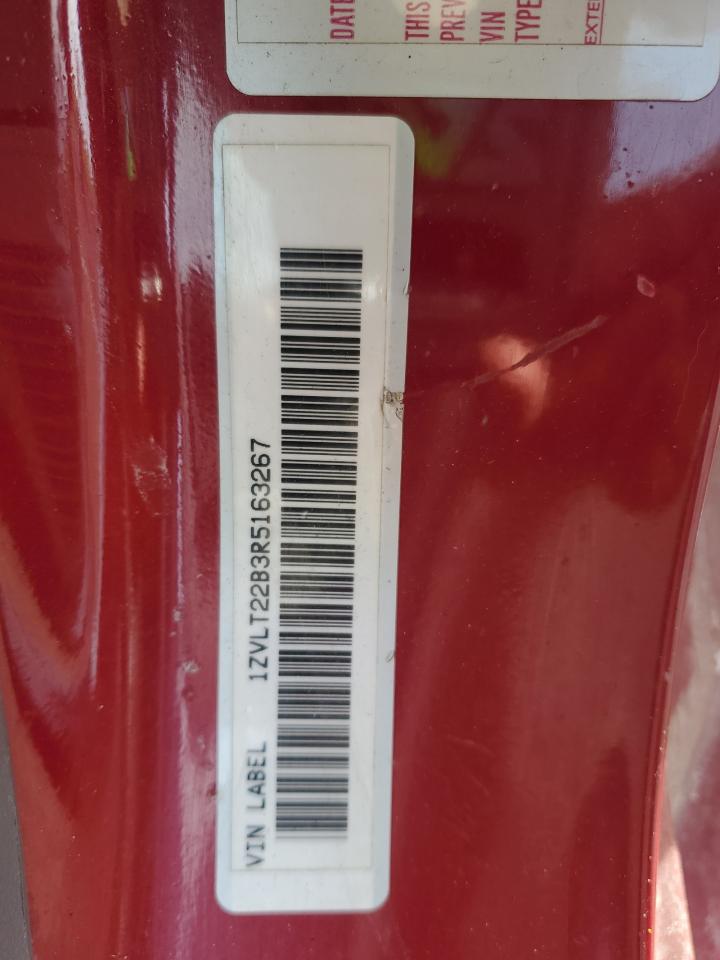 DATE
THIS
PREV
VIN
TYPE
EXTE
VIN LABEL 1ZVLT22B3R5163267